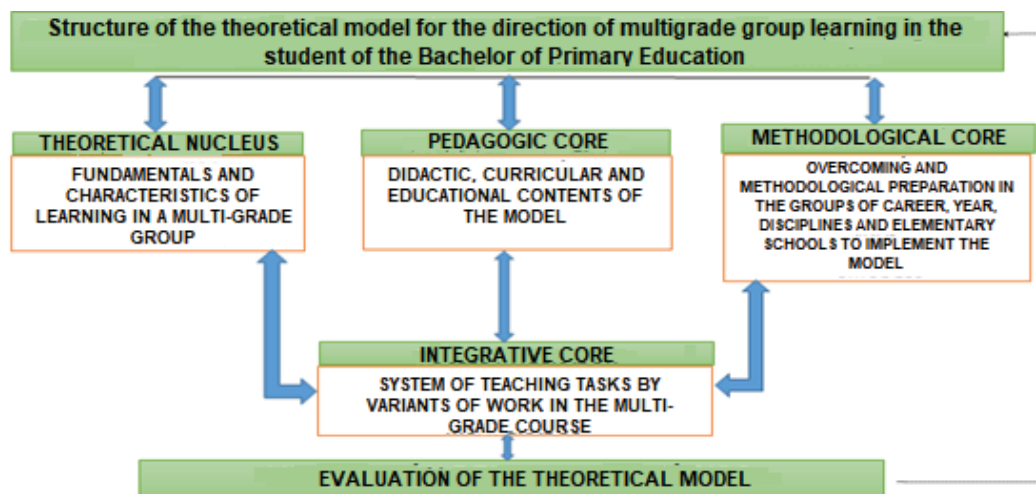 Structure of the theoretical model for the direction of multigrade group learning in the
student of the Bachelor of Primary Education
THEORETICAL NUCLEUS
FUNDAMENTALS AND
CHARACTERISTICS OF
LEARNING IN A MULTI-GRADE
GROUP
PEDAGOGIC CORE
DIDACTIC, CURRICULAR AND
EDUCATIONAL CONTENTS OF
THE MODEL
METHODOLOGICAL CORE
OVERCOMING AND
METHODOLOGICAL PREPARATION IN
THE GROUPS OF CAREER, YEAR,
DISCIPLINES AND ELEMENTARY
SCHOOLS TO IMPLEMENT THE
MODEL
INTEGRATIVE CORE
SYSTEM OF TEACHING TASKS BY
VARIANTS OF WORK IN THE MULTI-
GRADE COURSE
EVALUATION OF THE THEORETICAL MODEL